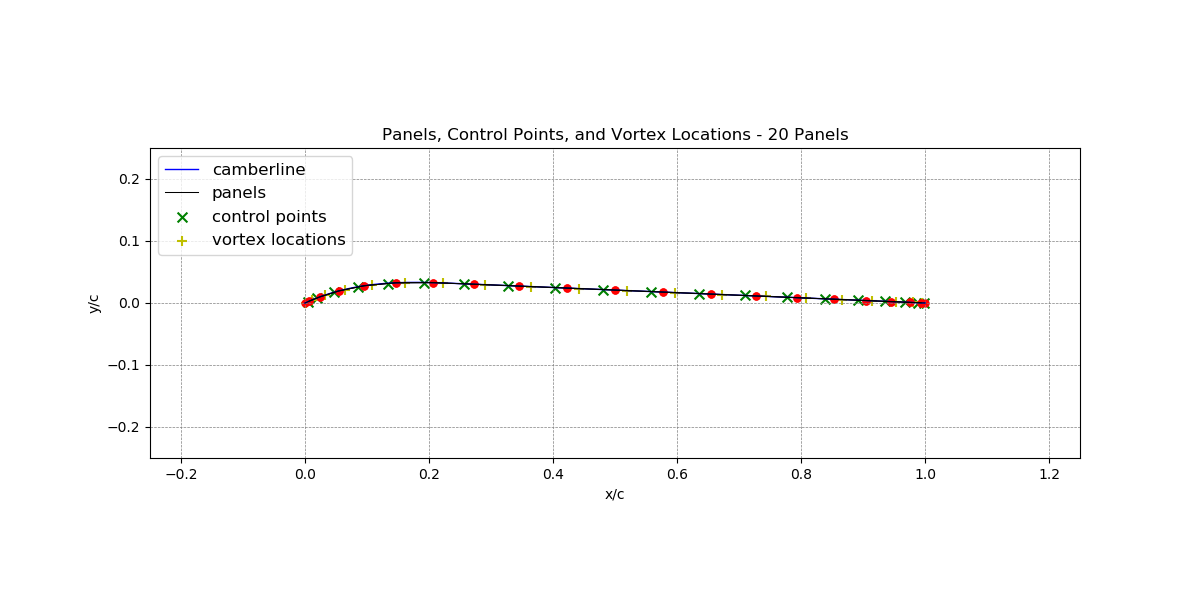 Panels, Control Points, and Vortex Locations - 20 Panels
camberline
panels
control points
vortex locations
0.2
0.1
0.0
−0.1
−0.2
y/c
−0.2 0.0 0.2 0.4 0.6 0.8 1.0 1.2
x/c